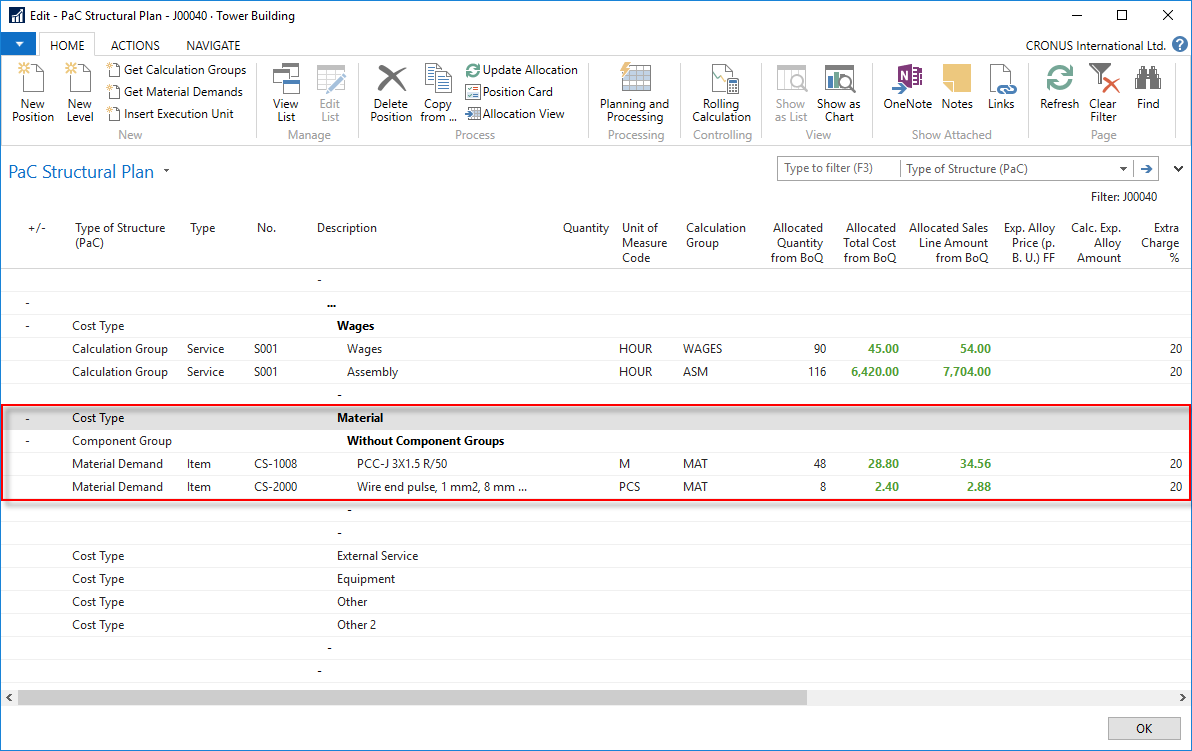 Edit - PaC Structural Plan - J00040 · Tower Building
HOME ACTIONS NAVIGATE CRONUS International Ltd. ?
New Position
New Level
Get Calculation Groups
Get Material Demands
Insert Execution Unit
New
View List
Edit List
Manage
Delete Position
Copy from ...
Update Allocation
Position Card
Allocation View
Process
Planning and Processing
Processing
Rolling Calculation
Controlling
Show as List
Show as Chart
View
OneNote
Notes
Links
Show Attached
Refresh
Clear Filter
Find
Page
PaC Structural Plan
Type to filter (F3) Type of Structure (PaC)
Filter: J00040
+/- Type of Structure (PaC) Type No. Description Quantity Unit of Measure Code Calculation Group Allocated Quantity from BoQ Allocated Total Cost from BoQ Allocated Sales Line Amount from BoQ Exp. Alloy Price (p. B. U.) FF Calc. Exp. Alloy Amount Extra Charge %
-
- ...
- Cost Type Wages
Calculation Group Service S001 Wages HOUR WAGES 90 45.00 54.00 20
Calculation Group Service S001 Assembly HOUR ASM 116 6,420.00 7,704.00 20
-
- Cost Type Material
- Component Group Without Component Groups
Material Demand Item CS-1008 PCC-J 3X1.5 R/50 M MAT 48 28.80 34.56 20
Material Demand Item CS-2000 Wire end pulse, 1 mm2, 8 mm ... PCS MAT 8 2.40 2.88 20
-
-
Cost Type External Service
Cost Type Equipment
Cost Type Other
Cost Type Other 2
-
-
OK